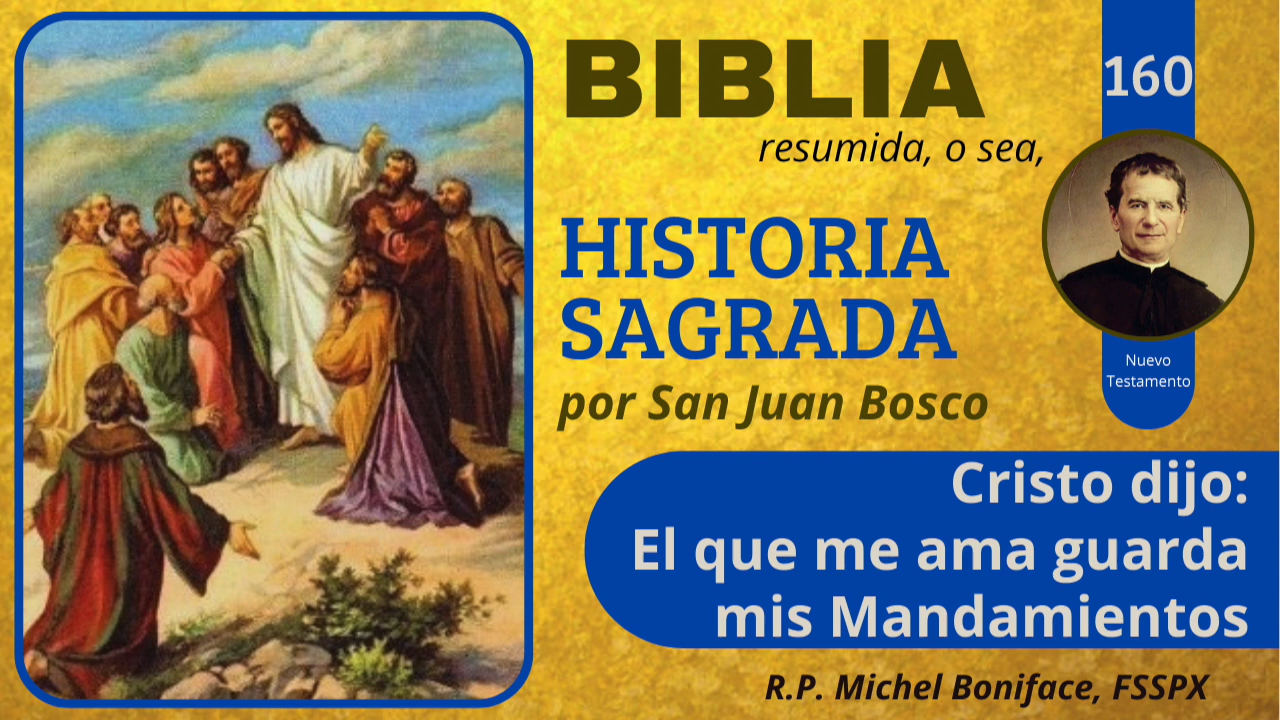 BIBLIA
resumida, o sea,
HISTORIA
SAGRADA
por San Juan Bosco
160
Nuevo
Testamento
Cristo dijo:
El que me ama guarda
mis Mandamientos
R.P. Michel Boniface, FSSPX